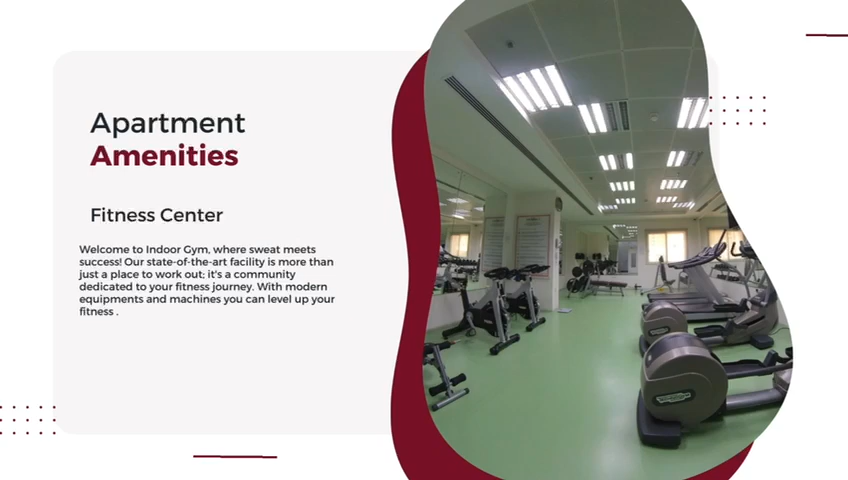 Apartment
Amenities
Fitness Center
Welcome to Indoor Gym, where sweat meets
success! Our state-of-the-art facility is more than
just a place to work out; it's a community
dedicated to your fitness journey. With modern
equipments and machines you can level up your
fitness .